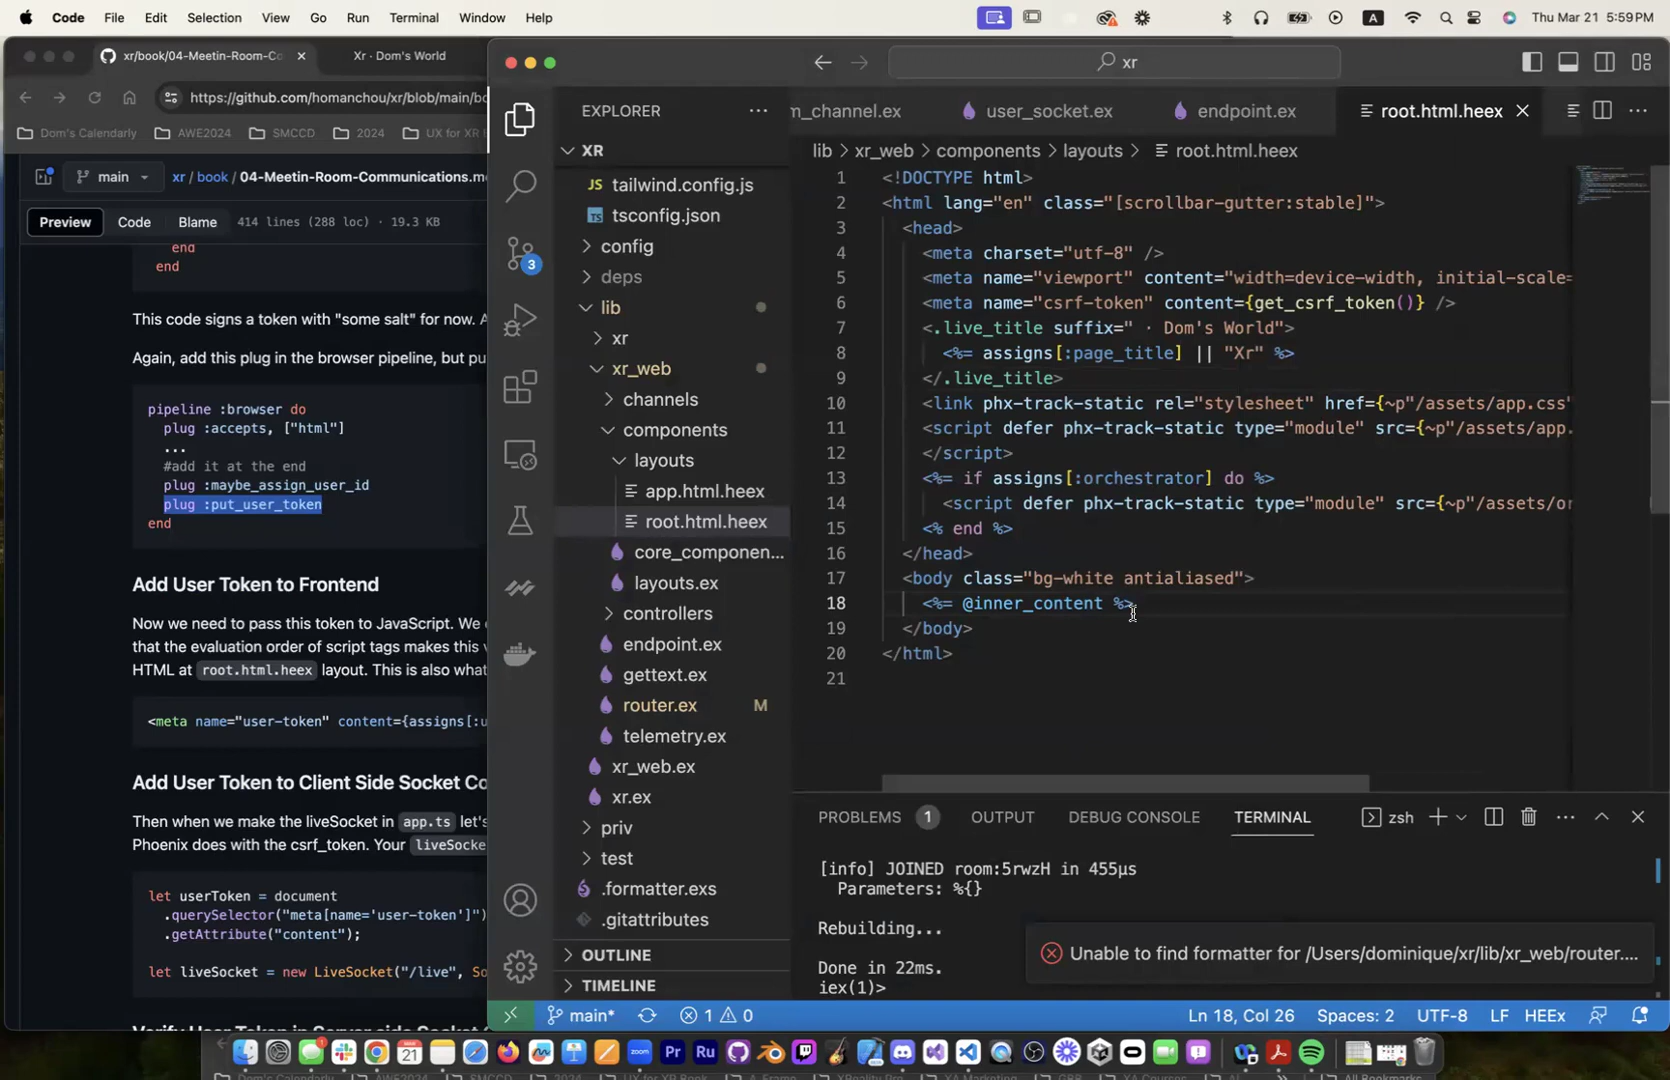 Code File Edit Selection View Go Run Terminal Window Help
A Thu Mar 21 5:59 PM
xr/book/04-Meetin-Room-Co
Xr · Dom's World
https://github.com/homanchou/xr/blob/main/bo
Dom's Calendarly AWE2024 SMCCD 2024 UX for XR B
main
xr / book / 04-Meetin-Room-Communications.m
Preview Code Blame 414 lines (288 loc) · 19.3 KB
end
end
This code signs a token with "some salt" for now. A
Again, add this plug in the browser pipeline, but pu
pipeline :browser do
plug :accepts, ["html"]
...
#add it at the end
plug :maybe_assign_user_id
plug :put_user_token
end
Add User Token to Frontend
Now we need to pass this token to JavaScript. We c
that the evaluation order of script tags makes this v
HTML at root.html.heex layout. This is also what
<meta name="user-token" content={assigns[:u
Add User Token to Client Side Socket Co
Then when we make the liveSocket in app.ts let's
Phoenix does with the csrf_token. Your liveSocke
let userToken = document
.querySelector("meta[name='user-token']")
.getAttribute("content");
let liveSocket = new LiveSocket("/live", So
Verify User Token in Server side Socket
xr
EXPLORER
XR
tailwind.config.js
tsconfig.json
config
deps
lib
xr
xr_web
channels
components
layouts
app.html.heex
root.html.heex
core_componen...
layouts.ex
controllers
endpoint.ex
gettext.ex
router.ex M
telemetry.ex
xr_web.ex
xr.ex
priv
test
.formatter.exs
.gitattributes
OUTLINE
TIMELINE
3
m_channel.ex user_socket.ex endpoint.ex root.html.heex
lib > xr_web > components > layouts > root.html.heex
1 <!DOCTYPE html>
2 <html lang="en" class="[scrollbar-gutter:stable]">
3 <head>
4 <meta charset="utf-8" />
5 <meta name="viewport" content="width=device-width, initial-scale=
6 <meta name="csrf-token" content={get_csrf_token()} />
7 <.live_title suffix=" · Dom's World">
8 <%= assigns[:page_title] || "Xr" %>
9 </.live_title>
10 <link phx-track-static rel="stylesheet" href={~p"/assets/app.css"
11 <script defer phx-track-static type="module" src={~p"/assets/app.
12 </script>
13 <%= if assigns[:orchestrator] do %>
14 <script defer phx-track-static type="module" src={~p"/assets/or
15 <% end %>
16 </head>
17 <body class="bg-white antialiased">
18 <%= @inner_content %>
19 </body>
20 </html>
21
PROBLEMS 1 OUTPUT DEBUG CONSOLE TERMINAL zsh
[info] JOINED room:5rwzH in 455µs
Parameters: %{}
Rebuilding...
Done in 22ms.
iex(1)>
Unable to find formatter for /Users/dominique/xr/lib/xr_web/router....
main* 1 0 Ln 18, Col 26 Spaces: 2 UTF-8 LF HEEx